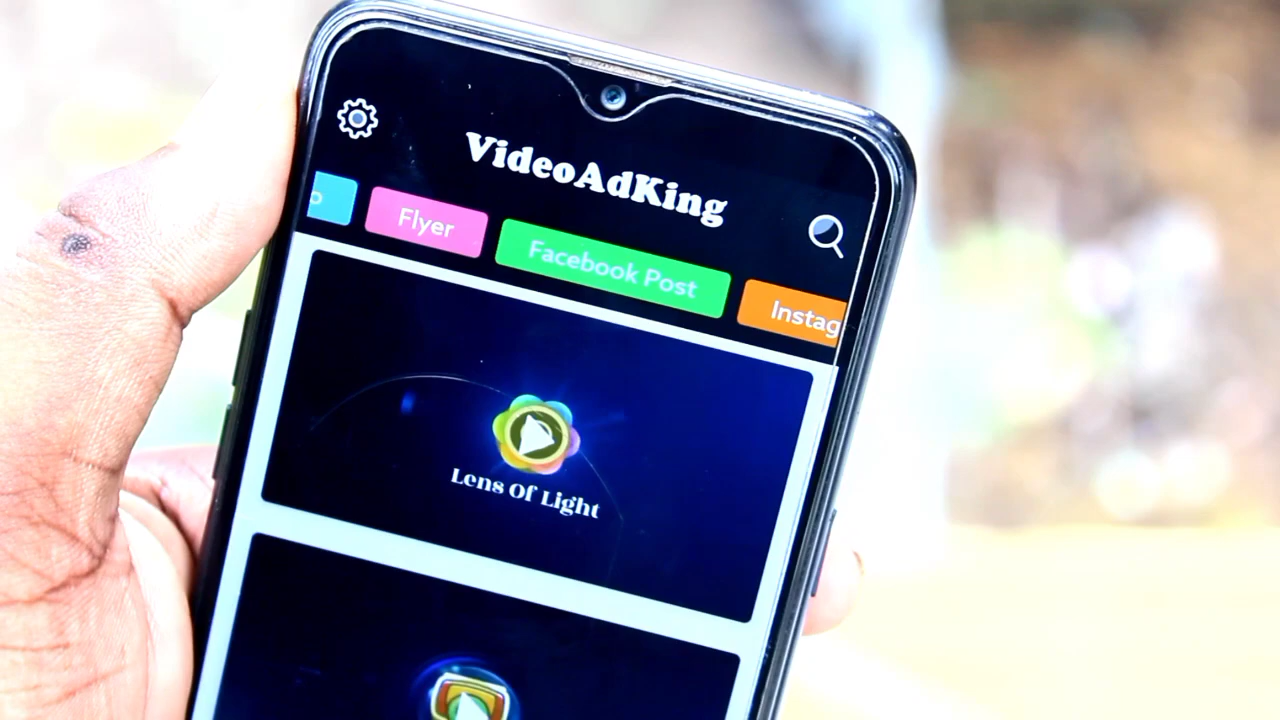 VideoAdKing
Flyer
Facebook Post
Instag
Lens Of Light